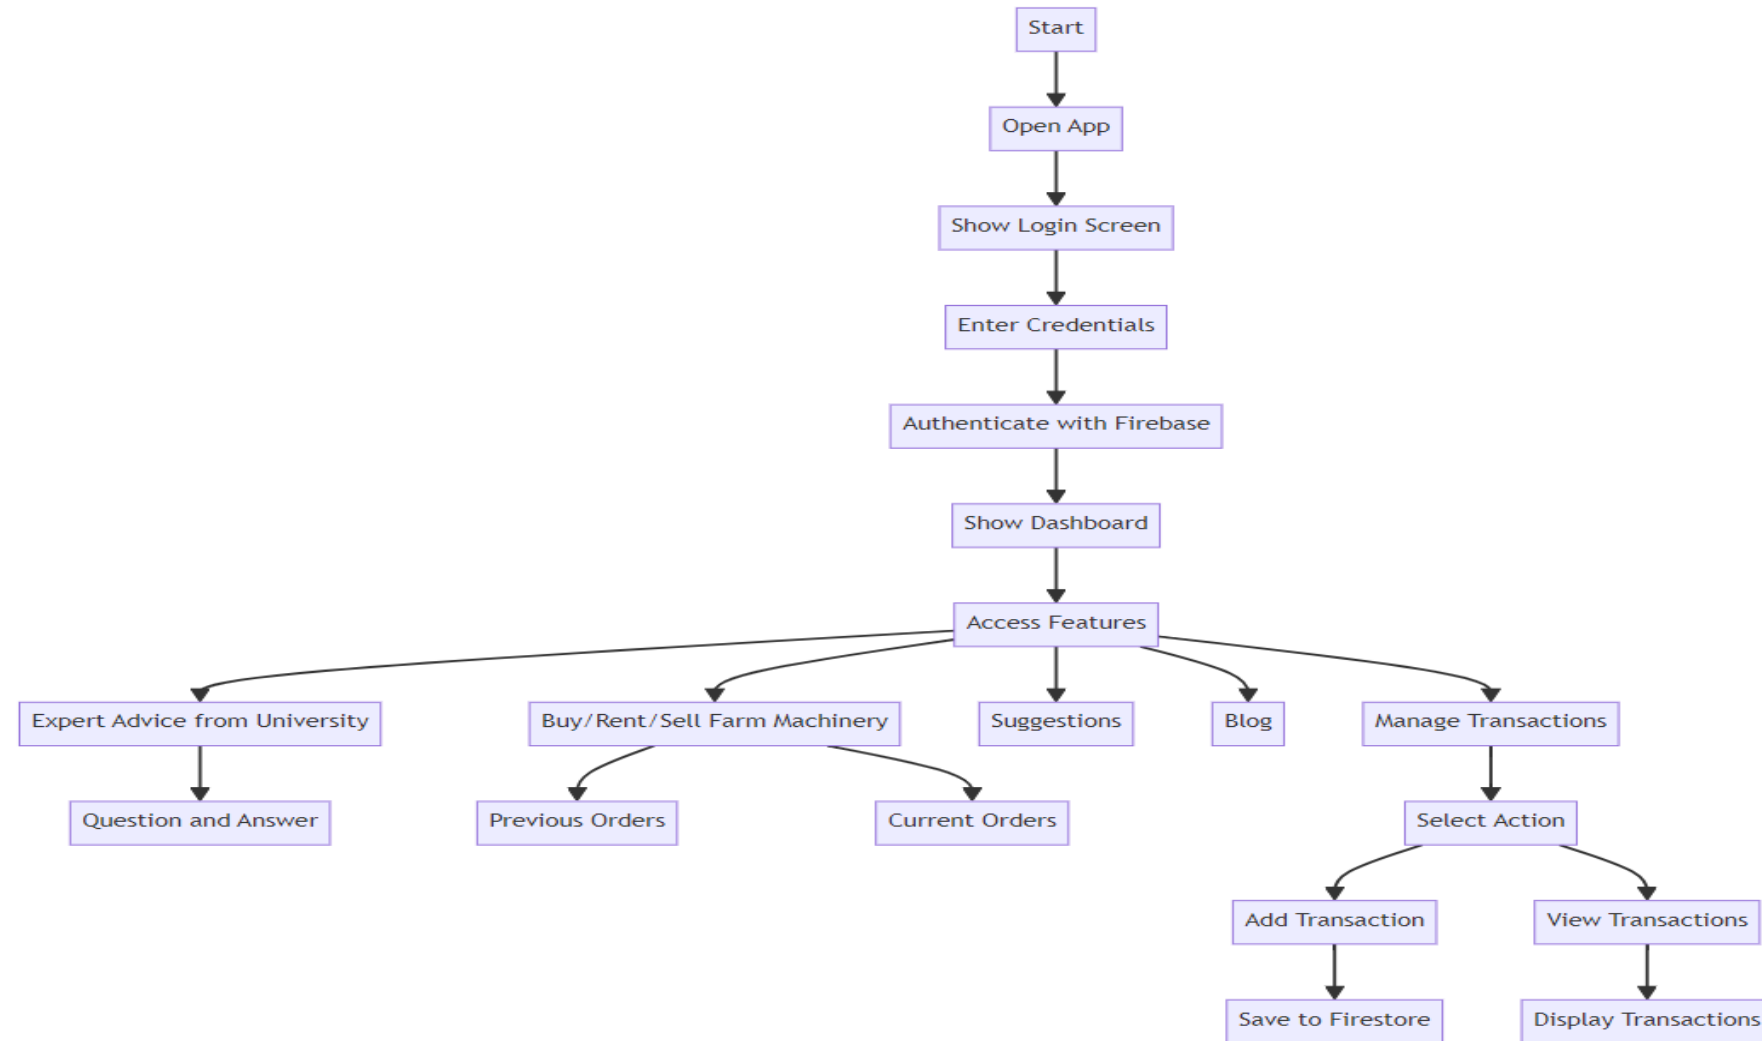 Start
Open App
Show Login Screen
Enter Credentials
Authenticate with Firebase
Show Dashboard
Access Features
Expert Advice from University
Buy/Rent/Sell Farm Machinery
Suggestions
Blog
Manage Transactions
Question and Answer
Previous Orders
Current Orders
Select Action
Add Transaction
View Transactions
Save to Firestore
Display Transactions